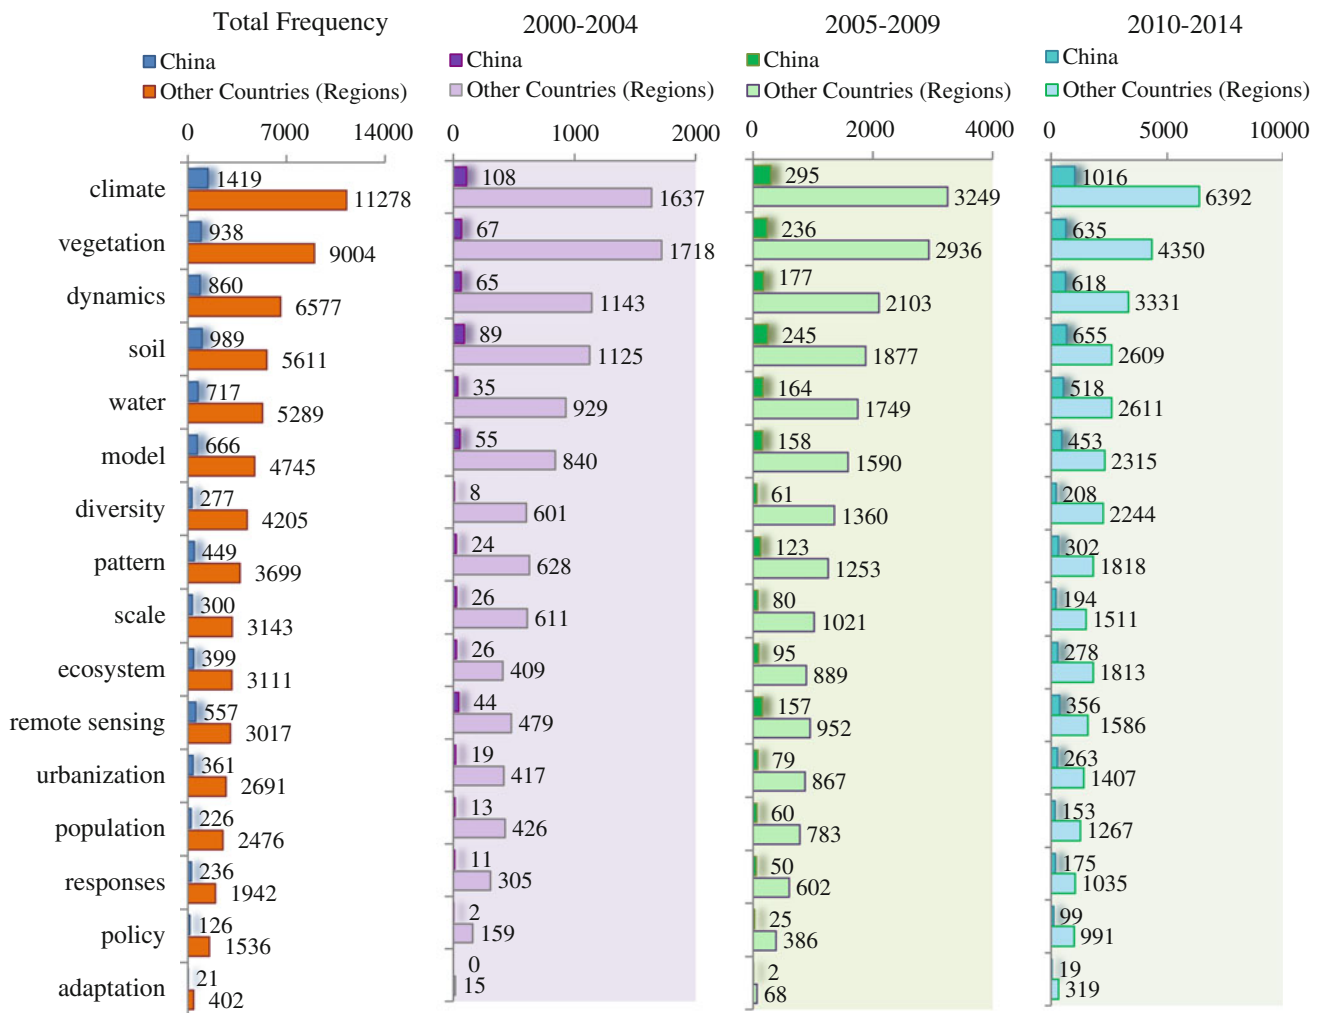 Total Frequency 2000-2004 2005-2009 2010-2014
China China China China
Other Countries (Regions) Other Countries (Regions) Other Countries (Regions) Other Countries (Regions)
0 7000 14000 0 1000 2000 0 2000 4000 0 5000 10000
climate 1419 108 295 1016
11278 1637 3249 6392
vegetation 938 67 236 635
9004 1718 2936 4350
dynamics 860 65 177 618
6577 1143 2103 3331
soil 989 89 245 655
5611 1125 1877 2609
water 717 35 164 518
5289 929 1749 2611
model 666 55 158 453
4745 840 1590 2315
diversity 277 8 61 208
4205 601 1360 2244
pattern 449 24 123 302
3699 628 1253 1818
scale 300 26 80 194
3143 611 1021 1511
ecosystem 399 26 95 278
3111 409 889 1813
remote sensing 557 44 157 356
3017 479 952 1586
urbanization 361 19 79 263
2691 417 867 1407
population 226 13 60 153
2476 426 783 1267
responses 236 11 50 175
1942 305 602 1035
policy 126 2 25 99
1536 159 386 991
adaptation 21 0 2 19
402 15 68 319